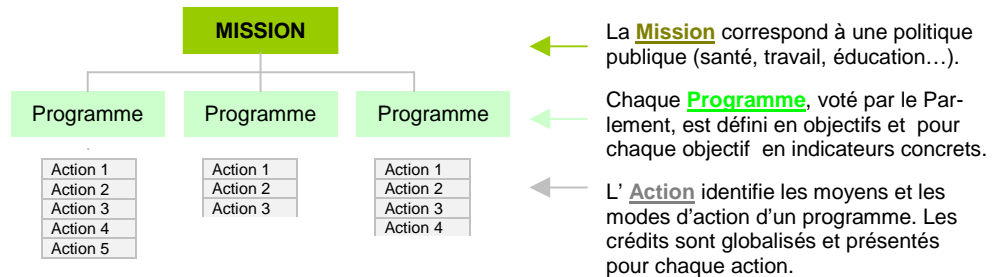 MISSION
Programme
Action 1
Action 2
Action 3
Action 4
Action 5
Programme
Action 1
Action 2
Action 3
Programme
Action 1
Action 2
Action 3
Action 4
La Mission correspond à une politique
publique (santé, travail, éducation…).
Chaque Programme, voté par le Par-
lement, est défini en objectifs et pour
chaque objectif en indicateurs concrets.
L' Action identifie les moyens et les
modes d'action d'un programme. Les
crédits sont globalisés et présentés
pour chaque action.